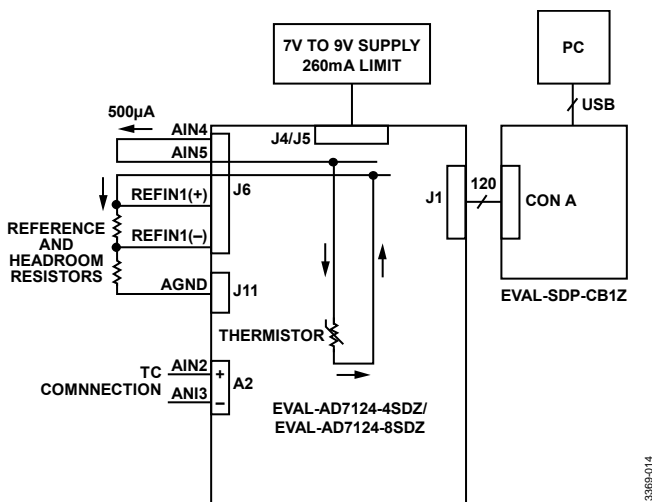 7V TO 9V SUPPLY
260mA LIMIT
PC
USB
500µA
AIN4
AIN5
J4/J5
J6
REFIN1(+)
REFIN1(–)
REFERENCE
AND
HEADROOM
RESISTORS
AGND
J11
J1
120
CON A
EVAL-SDP-CB1Z
THERMISTOR
TC
COMNNECTION
AIN2
ANI3
+
–
A2
EVAL-AD7124-4SDZ/
EVAL-AD7124-8SDZ
3369-014